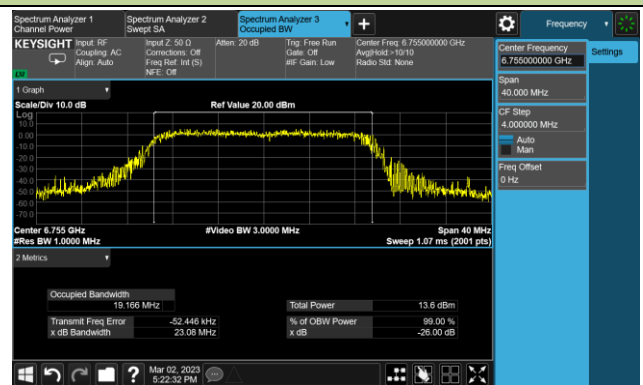 Spectrum Analyzer 1
Channel Power
Spectrum Analyzer 2
Swept SA
Spectrum Analyzer 3
Occupied BW
Frequency
KEYSIGHT
Input: RF
Coupling: AC
Align: Auto
Input Z: 50 Ω
Corrections: Off
Freq Ref: Int (S)
NFE: Off
Atten: 20 dB
Trig: Free Run
Gate: Off
#IF Gain: Low
Center Freq: 6.755000000 GHz
Avg|Hold:>10/10
Radio Std: None
Center Frequency
6.755000000 GHz
Settings
Span
40.000 MHz
CF Step
4.000000 MHz
Auto
Man
Freq Offset
0 Hz
1 Graph
Scale/Div 10.0 dB
Ref Value 20.00 dBm
Log
10.0
0.00
-10.0
-20.0
-30.0
-40.0
-50.0
-60.0
-70.0
Center 6.755 GHz
#Video BW 3.0000 MHz
Span 40 MHz
#Res BW 1.0000 MHz
Sweep 1.07 ms (2001 pts)
2 Metrics
Occupied Bandwidth
19.166 MHz
Total Power
13.6 dBm
Transmit Freq Error
-52.446 kHz
% of OBW Power
99.00 %
x dB Bandwidth
23.08 MHz
x dB
-26.00 dB
Mar 02, 2023
5:22:32 PM